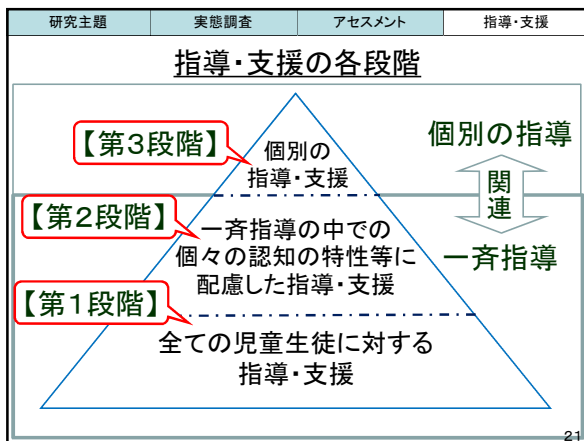 研究主題 実態調査 アセスメント 指導・支援
指導・支援の各段階
【第3段階】
個別の
指導・支援
個別の指導
関
連
一斉指導
【第2段階】
一斉指導の中での
個々の認知の特性等に
配慮した指導・支援
【第1段階】
全ての児童生徒に対する
指導・支援
21